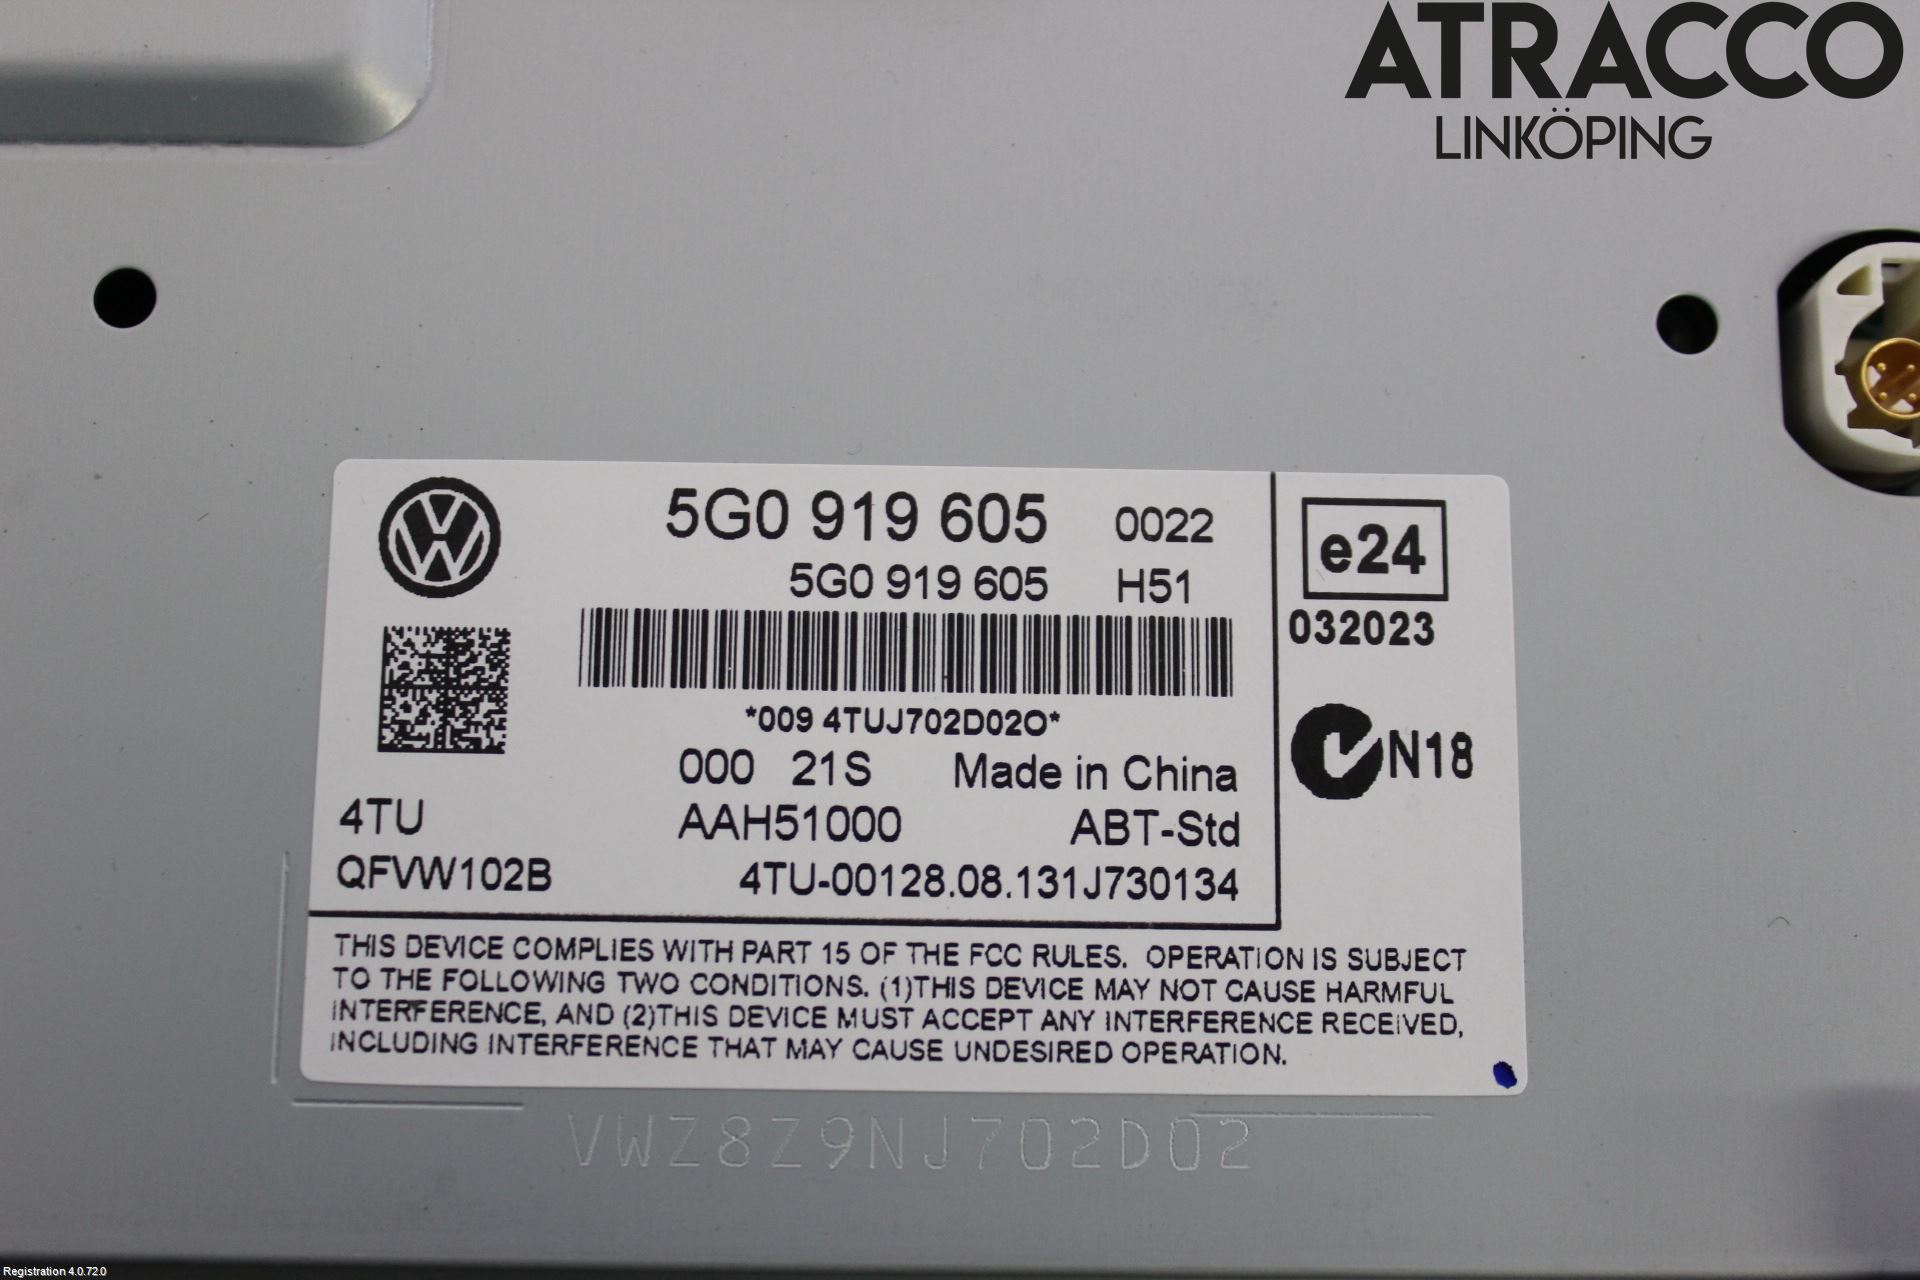 ATRACCO
LINKÖPING
5G0 919 605 0022
5G0 919 605 H51
*009 4TUJ702D02O*
000 21S Made in China
4TU AAH51000 ABT-Std
QFVW102B 4TU-00128.08.131J730134
e24
032023
N18
THIS DEVICE COMPLIES WITH PART 15 OF THE FCC RULES. OPERATION IS SUBJECT
TO THE FOLLOWING TWO CONDITIONS. (1)THIS DEVICE MAY NOT CAUSE HARMFUL
INTERFERENCE, AND (2)THIS DEVICE MUST ACCEPT ANY INTERFERENCE RECEIVED,
INCLUDING INTERFERENCE THAT MAY CAUSE UNDESIRED OPERATION.
VWZ8Z9NJ702D02
Registration 4.0.72.0